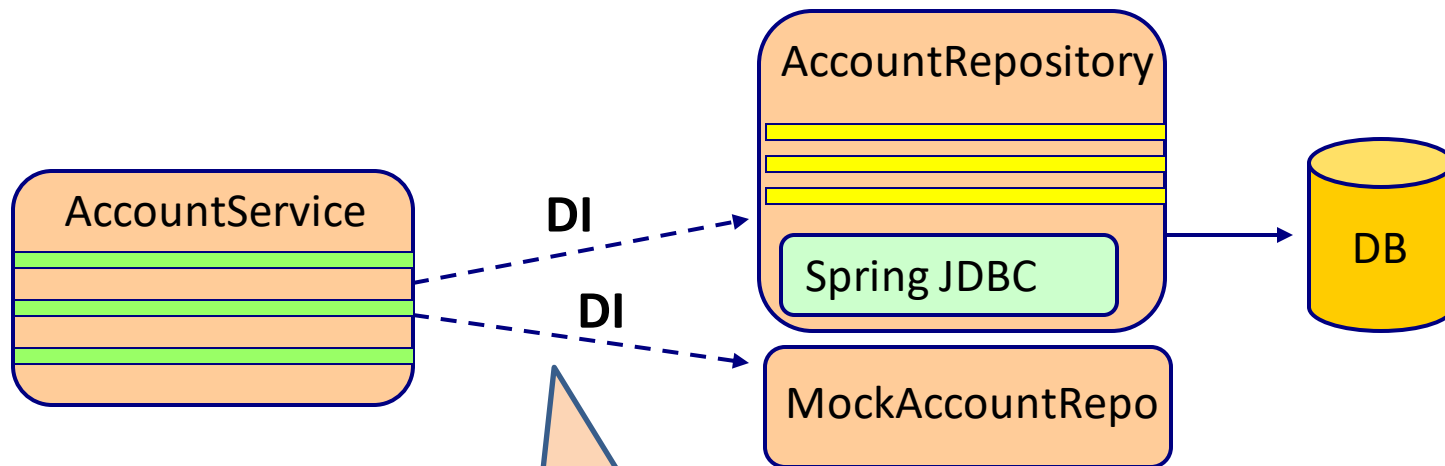 AccountRepository
AccountService
DI
Spring JDBC
DB
DI
MockAccountRepo